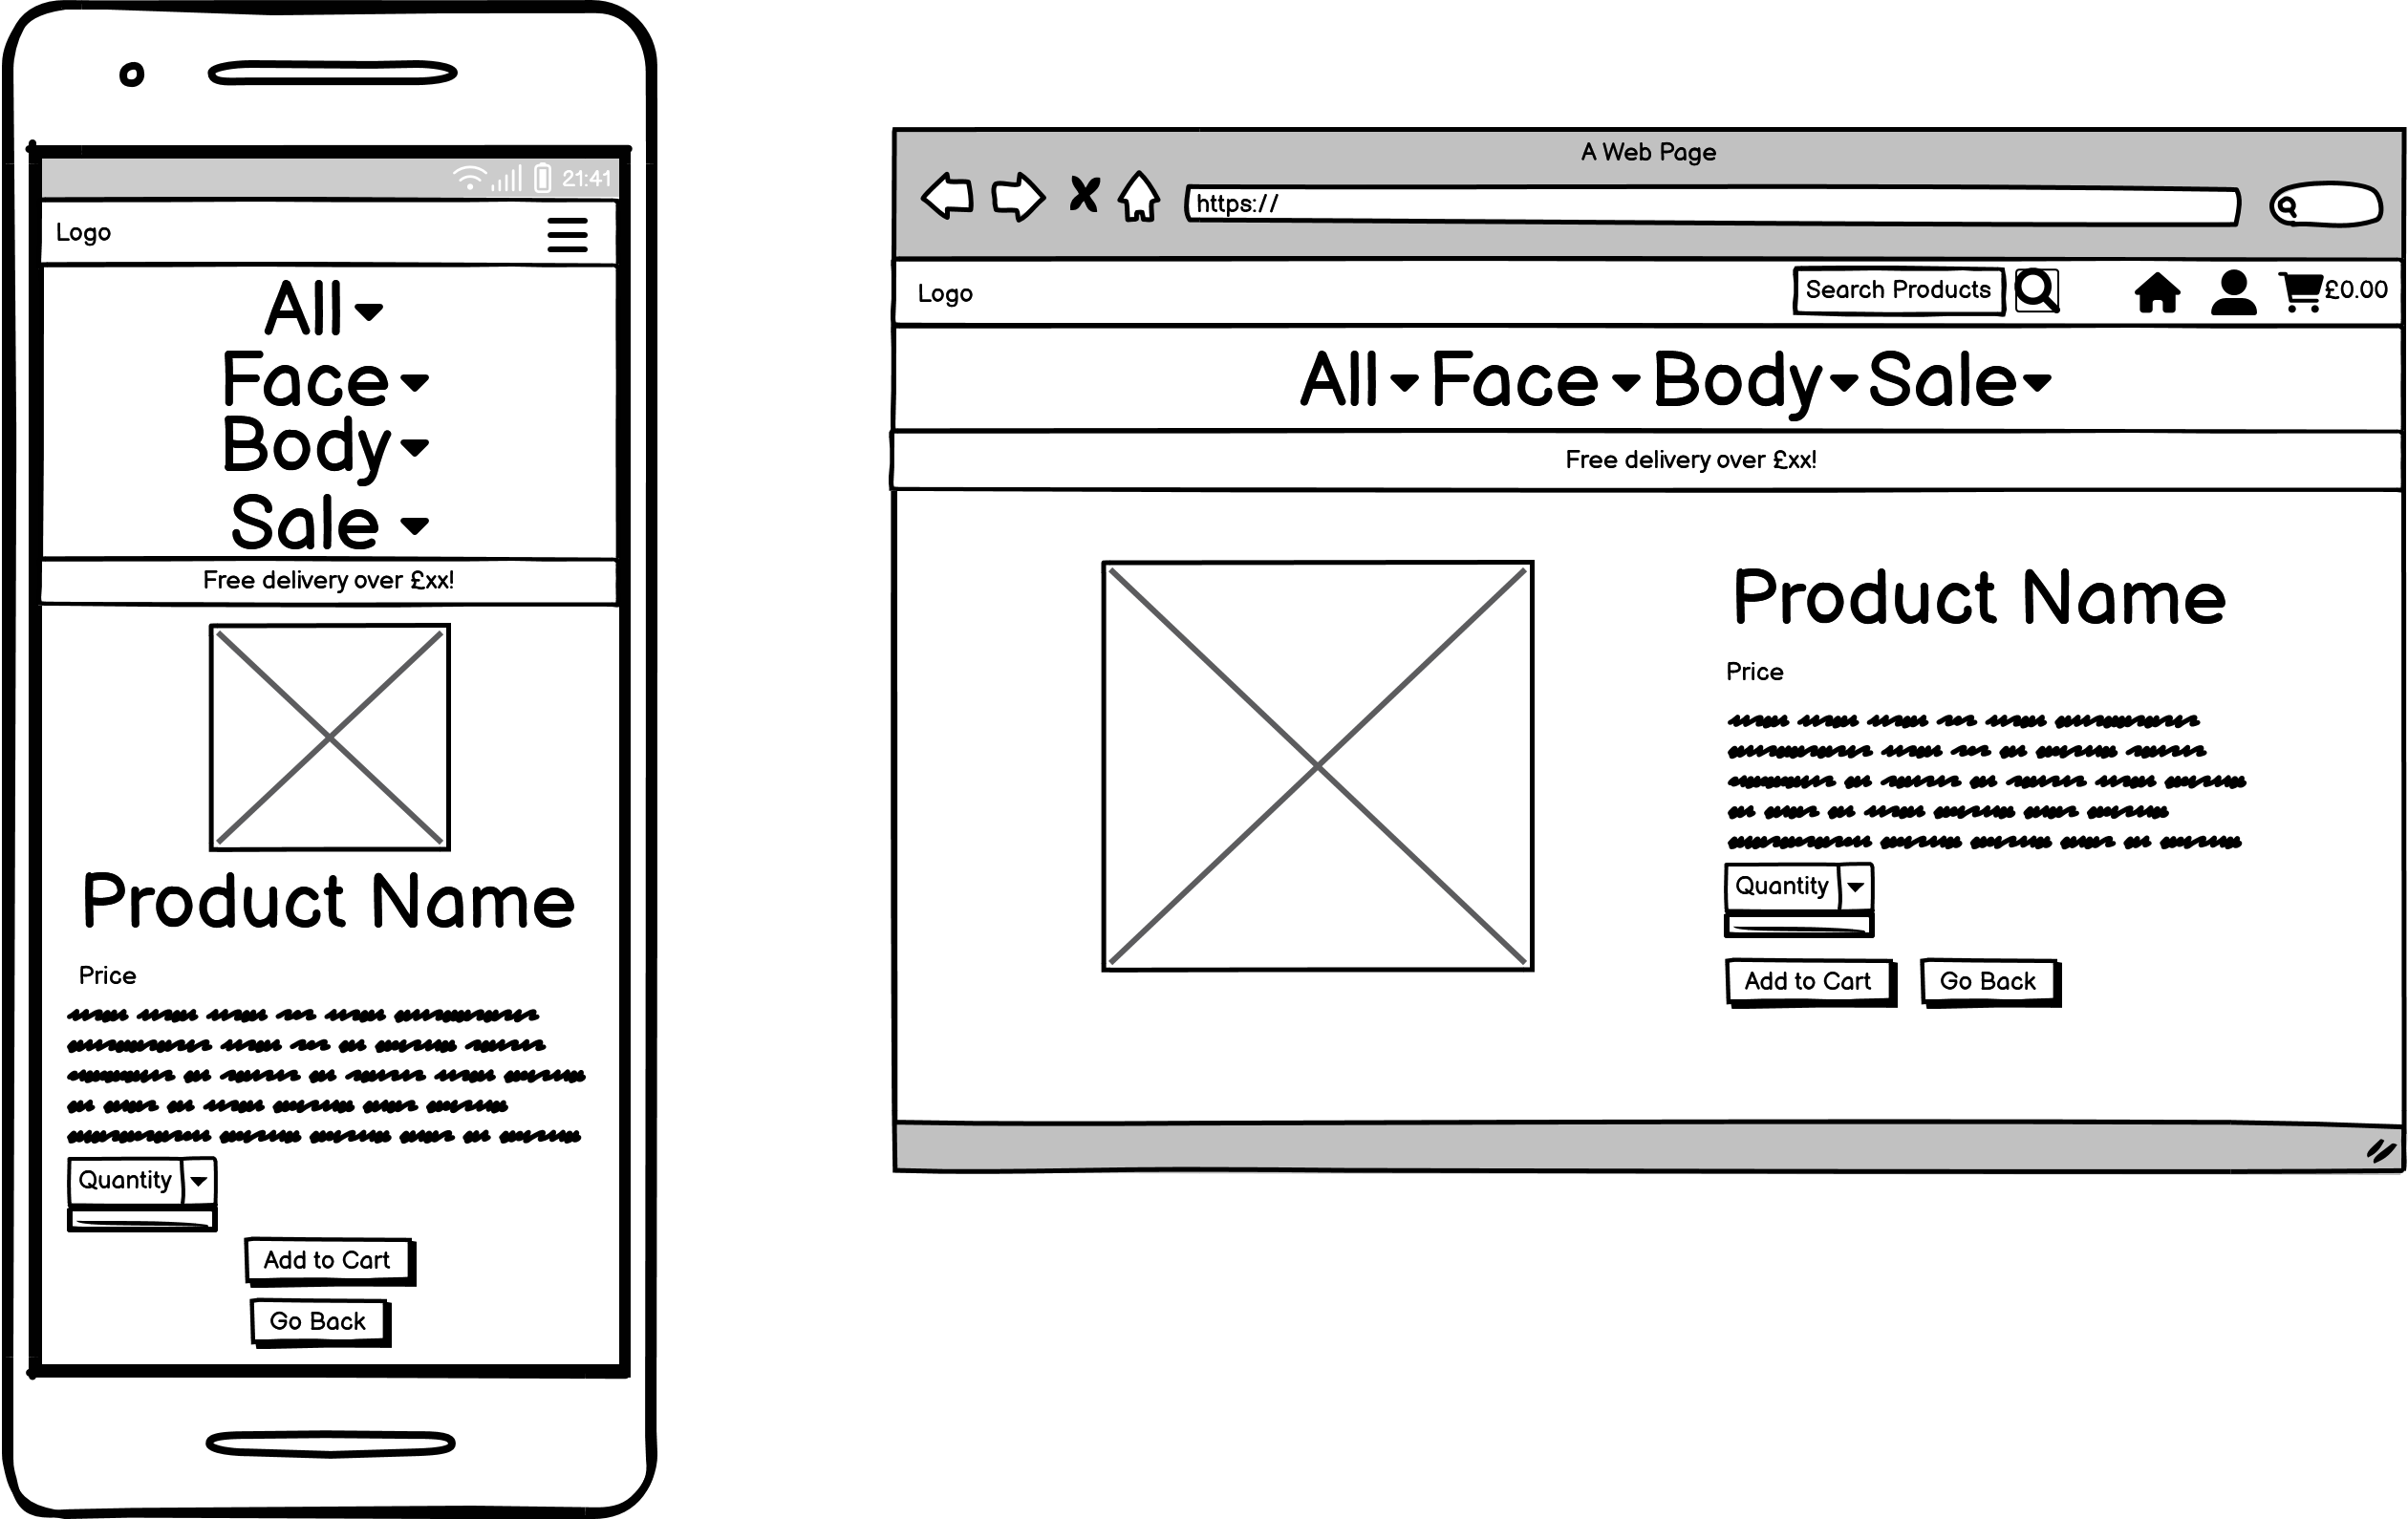 21:41
Logo
All
Face
Body
Sale
Free delivery over £xx!
Product Name
Price
Quantity
Add to Cart
Go Back
A Web Page
https://
Logo
Search Products
£0.00
All Face Body Sale
Free delivery over £xx!
Product Name
Price
Quantity
Add to Cart Go Back